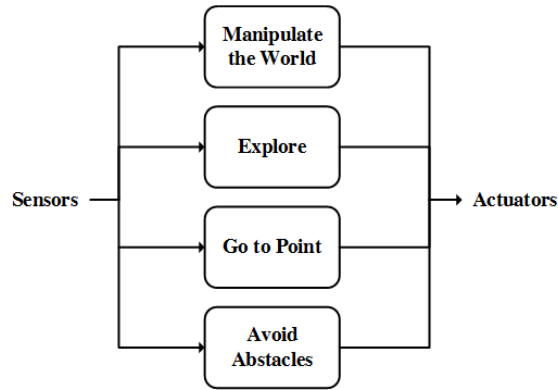 Manipulate
the World
Explore
Sensors
Actuators
Go to Point
Avoid
Abstacles